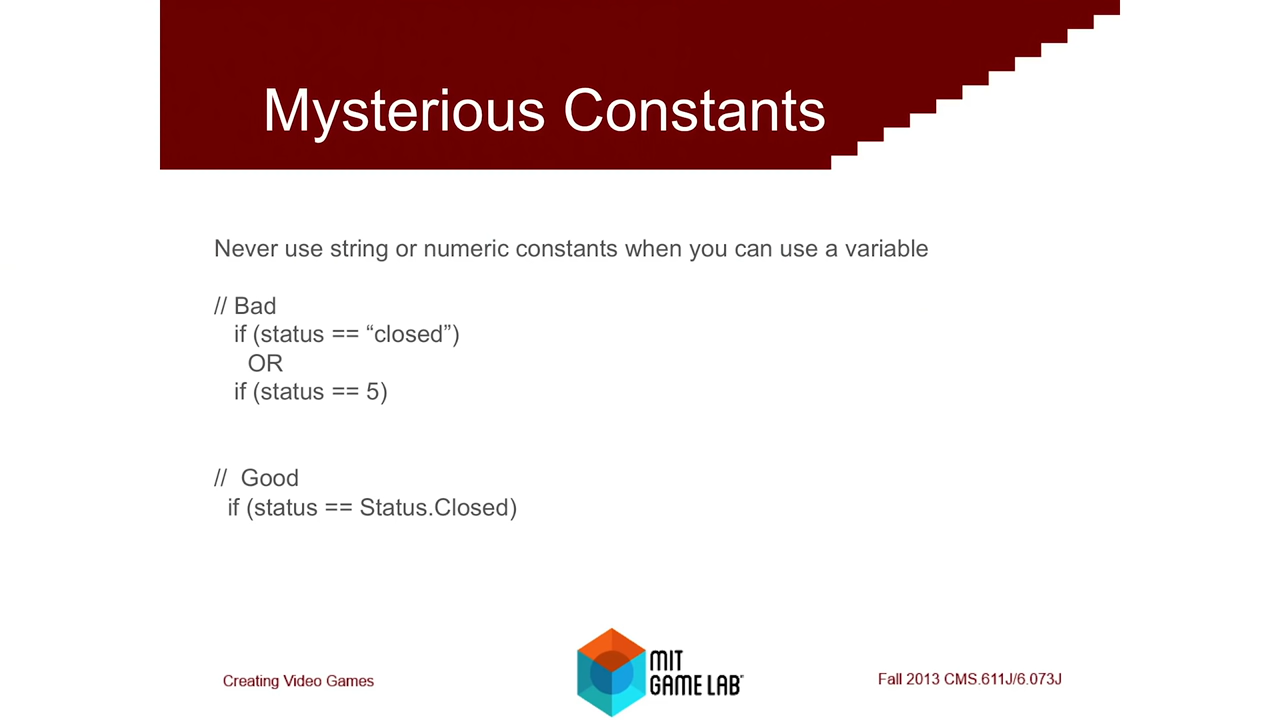 Mysterious Constants
Never use string or numeric constants when you can use a variable
// Bad
if (status == “closed”)
OR
if (status == 5)
// Good
if (status == Status.Closed)
Creating Video Games
MIT
GAME LAB
Fall 2013 CMS.611J/6.073J